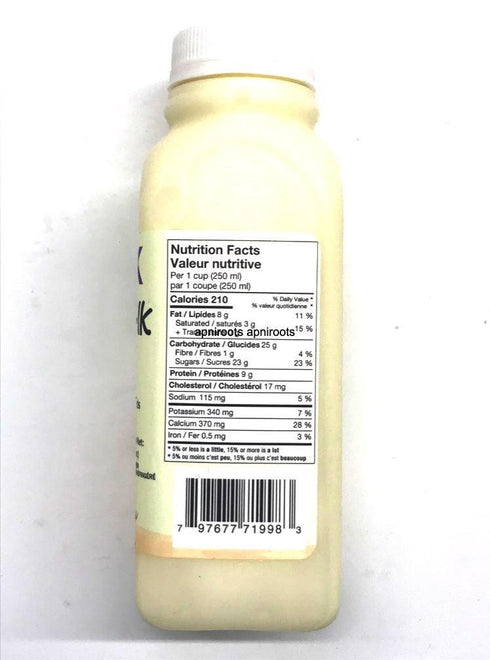 Nutrition Facts
Valeur nutritive
Per 1 cup (250 ml)
par 1 coupe (250 ml)
Calories 210 % Daily Value *
% valeur quotidienne *
Fat / Lipides 8 g 11 %
Saturated / saturés 3 g
+ Tra apniroots apniroots 15 %
Carbohydrate / Glucides 25 g
Fibre / Fibres 1 g 4 %
Sugars / Sucres 23 g 23 %
Protein / Protéines 9 g
Cholesterol / Cholestérol 17 mg
Sodium 115 mg 5 %
Potassium 340 mg 7 %
Calcium 370 mg 28 %
Iron / Fer 0.5 mg 3 %
* 5% or less is a little, 15% or more is a lot
* 5% ou moins c'est peu, 15% ou plus c'est beaucoup
7 97677 71998 3